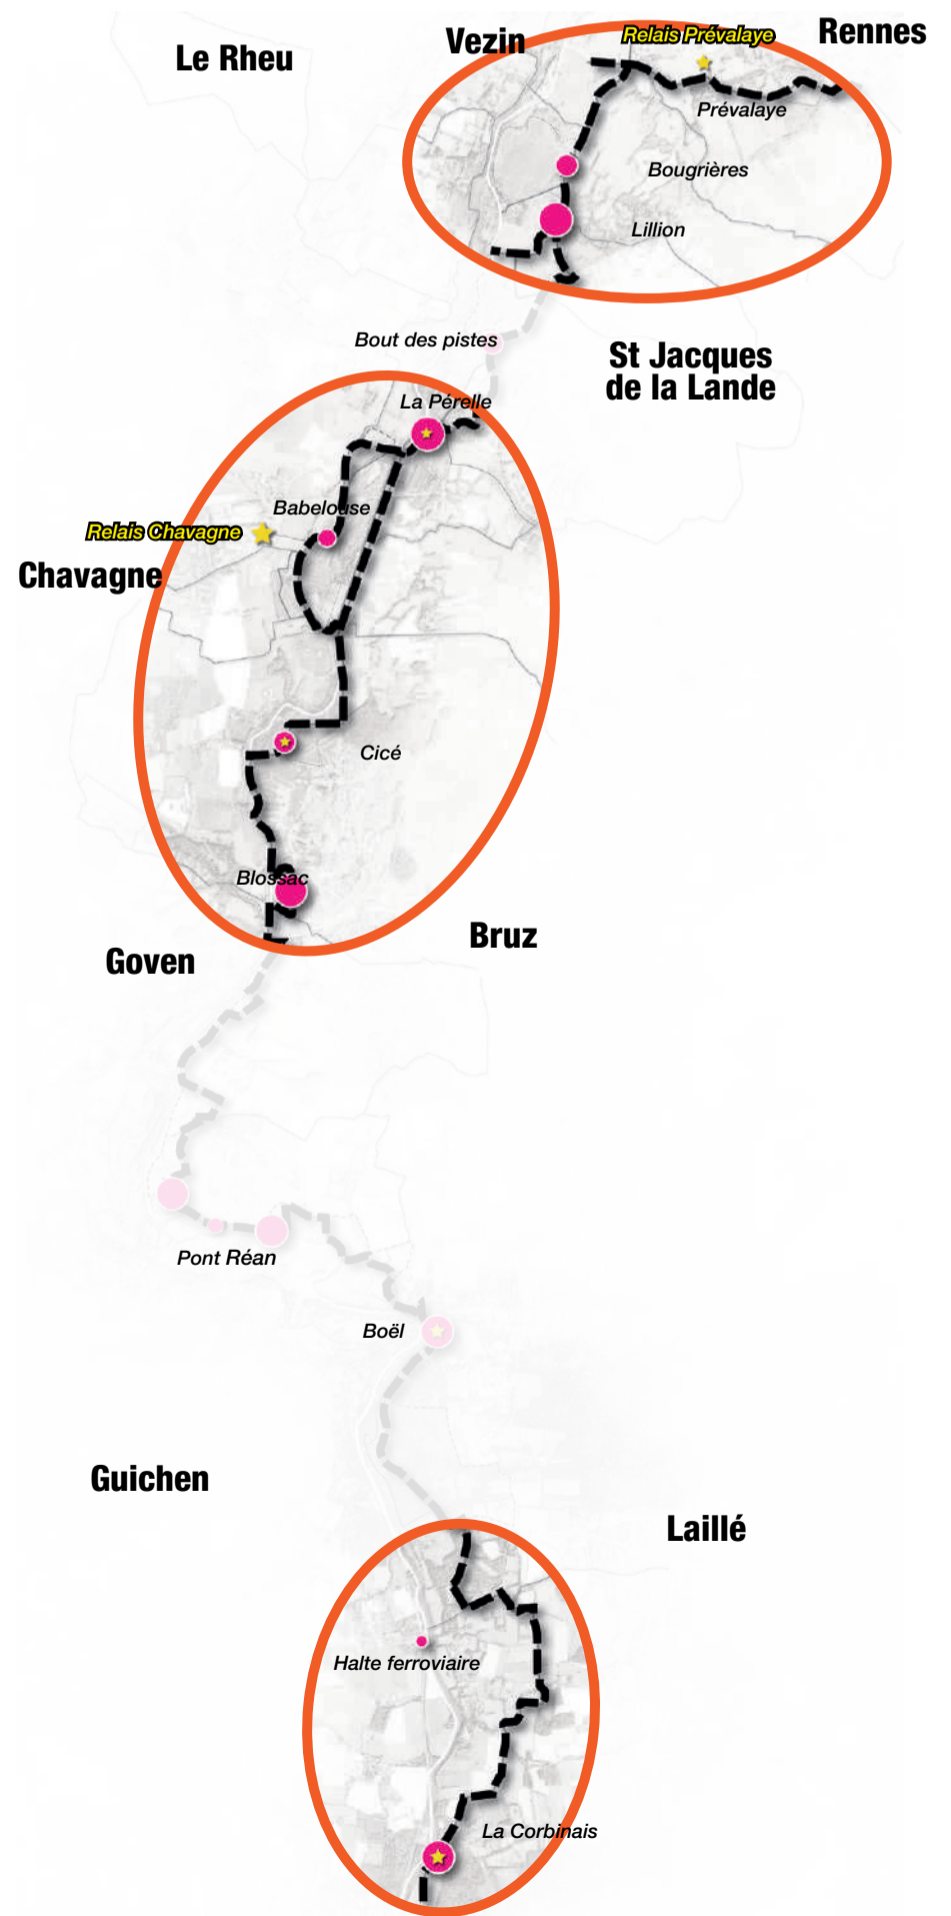 Vezin
Relais Prévalaye
Rennes
Le Rheu
Prévalaye
Bougrières
Lillion
Bout des pistes
St Jacques
de la Lande
La Pérelle
Babelouse
Relais Chavagne
Chavagne
Cicé
Blossac
Bruz
Goven
Pont Réan
Boël
Guichen
Laillé
Halte ferroviaire
La Corbinais